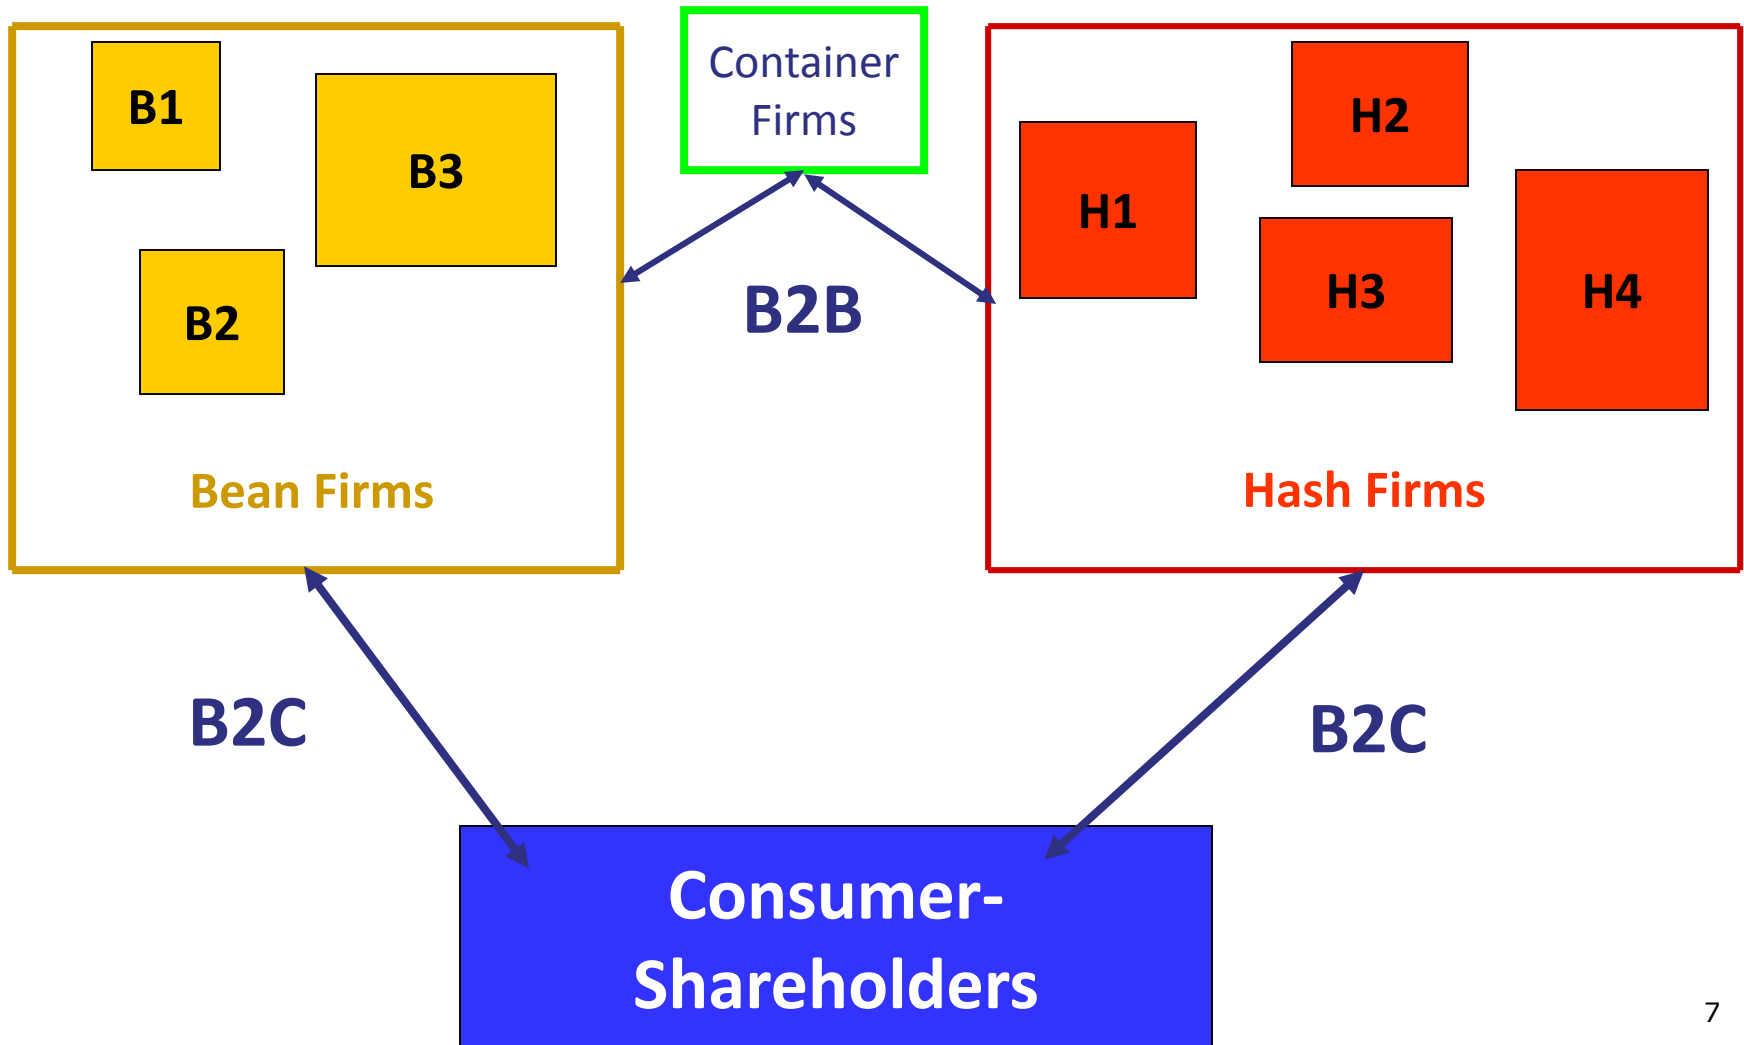 B1
B3
B2
Bean Firms
Container
Firms
B2B
H1
H2
H3
H4
Hash Firms
B2C
B2C
Consumer-
Shareholders
7